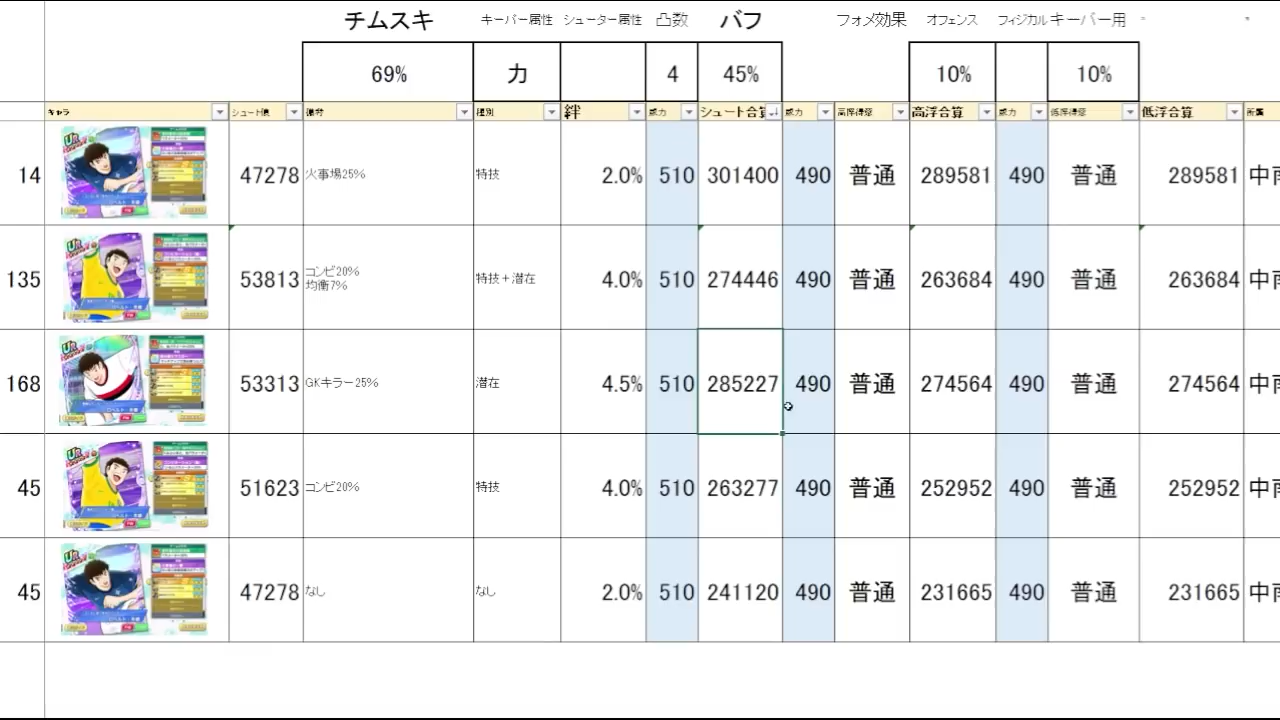 チムスキ キーパー属性 シューター属性 凸数 バフ フォメ効果 オフェンス フィジカル キーパー用
69% 力 4 45% 10% 10%
キャラ シュート値 備考 種別 絆 威力 シュート合算 威力 高浮得意 高浮合算 威力 低浮得意 低浮合算 所属
14 47278 火事場25% 特技 2.0% 510 301400 490 普通 289581 490 普通 289581 中南
135 53813 コンビ20% 特技+潜在 4.0% 510 274446 490 普通 263684 490 普通 263684 中南
均衡7%
168 53313 GKキラー25% 潜在 4.5% 510 285227 490 普通 274564 490 普通 274564 中南
45 51623 コンビ20% 特技 4.0% 510 263277 490 普通 252952 490 普通 252952 中南
45 47278 なし なし 2.0% 510 241120 490 普通 231665 490 普通 231665 中南